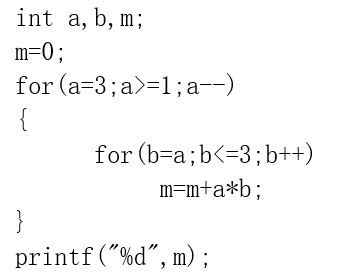 int a,b,m;
m=0;
for(a=3;a>=1;a--)
{
for(b=a;b<=3;b++)
m=m+a*b;
}
printf("%d",m);